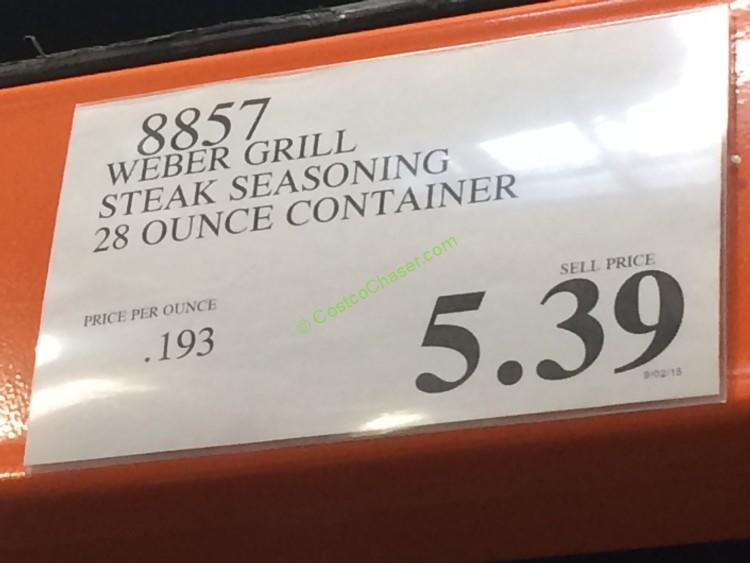 8857
WEBER GRILL
STEAK SEASONING
28 OUNCE CONTAINER
© CostcoChaser.com
PRICE PER OUNCE
.193
SELL PRICE
5.39